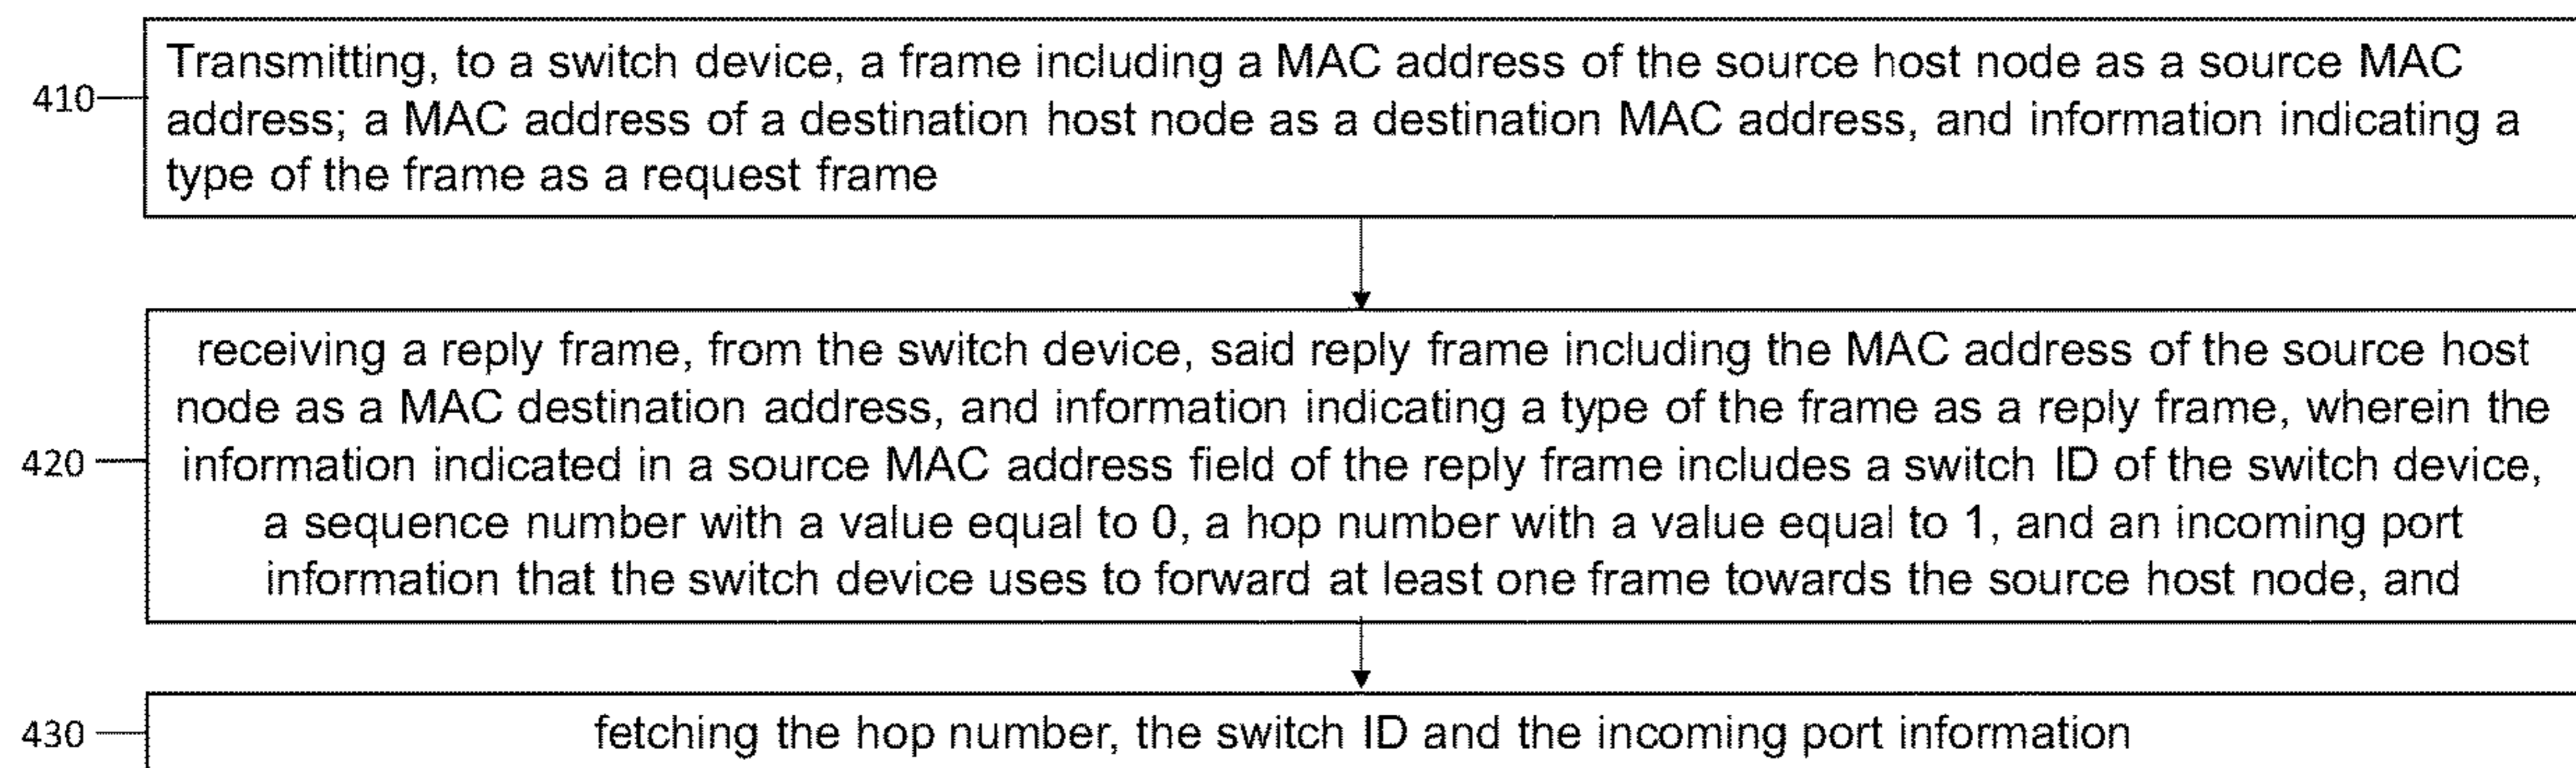 410
Transmitting, to a switch device, a frame including a MAC address of the source host node as a source MAC
address; a MAC address of a destination host node as a destination MAC address, and information indicating a
type of the frame as a request frame
420
receiving a reply frame, from the switch device, said reply frame including the MAC address of the source host
node as a MAC destination address, and information indicating a type of the frame as a reply frame, wherein the
information indicated in a source MAC address field of the reply frame includes a switch ID of the switch device,
a sequence number with a value equal to 0, a hop number with a value equal to 1, and an incoming port
information that the switch device uses to forward at least one frame towards the source host node, and
430
fetching the hop number, the switch ID and the incoming port information